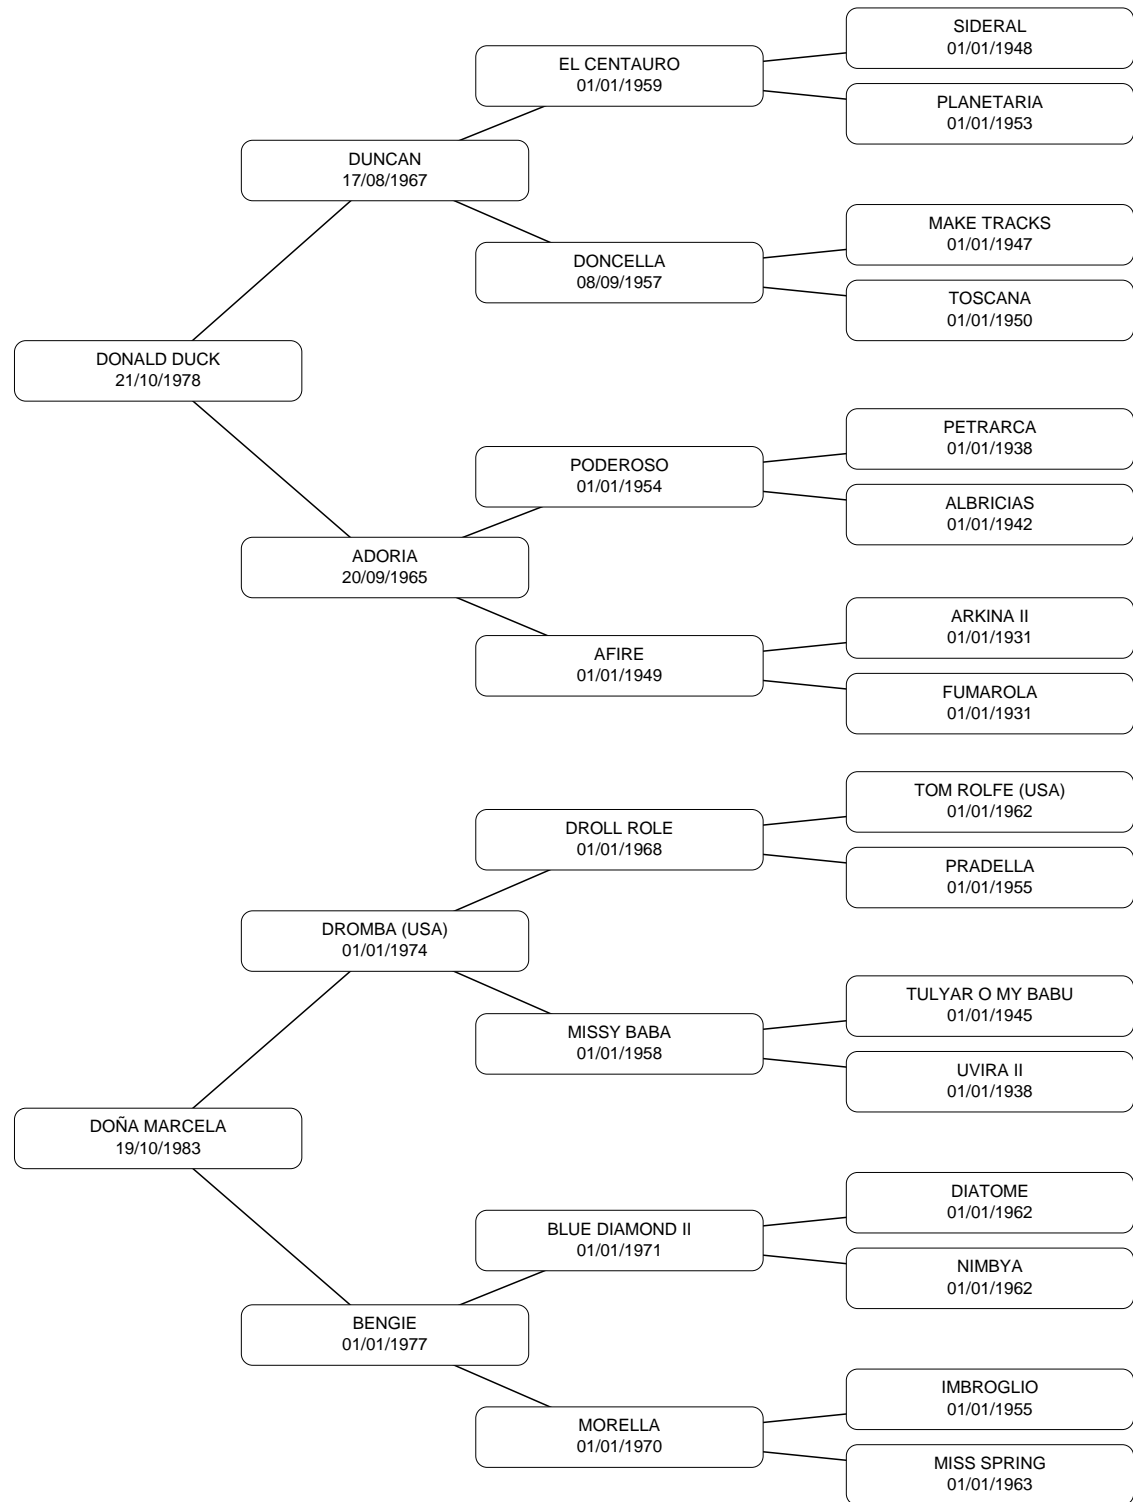 SIDERAL
01/01/1948
EL CENTAURO
01/01/1959
PLANETARIA
01/01/1953
DUNCAN
17/08/1967
MAKE TRACKS
01/01/1947
DONCELLA
08/09/1957
TOSCANA
01/01/1950
DONALD DUCK
21/10/1978
PETRARCA
01/01/1938
PODEROSO
01/01/1954
ALBRICIAS
01/01/1942
ADORIA
20/09/1965
ARKINA II
01/01/1931
AFIRE
01/01/1949
FUMAROLA
01/01/1931
TOM ROLFE (USA)
01/01/1962
DROLL ROLE
01/01/1968
PRADELLA
01/01/1955
DROMBA (USA)
01/01/1974
TULYAR O MY BABU
01/01/1945
MISSY BABA
01/01/1958
UVIRA II
01/01/1938
DOÑA MARCELA
19/10/1983
DIATOME
01/01/1962
BLUE DIAMOND II
01/01/1971
NIMBYA
01/01/1962
BENGIE
01/01/1977
IMBROGLIO
01/01/1955
MORELLA
01/01/1970
MISS SPRING
01/01/1963